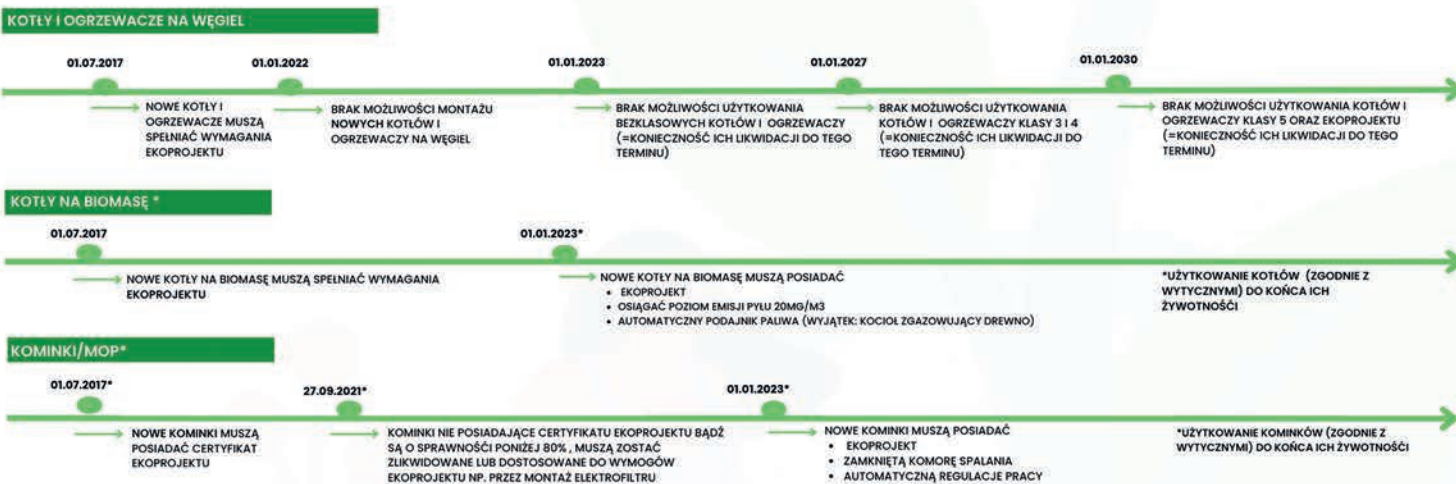 KOTŁY I OGRZEWACZE NA WĘGIEL
01.07.2017
01.01.2022
01.01.2023
01.01.2027
01.01.2030
NOWE KOTŁY I
OGRZEWACZE MUSZĄ
SPEŁNIAĆ WYMAGANIA
EKOPROJEKTU
BRAK MOŻLIWOŚCI MONTAŻU
NOWYCH KOTŁÓW I
OGRZEWACZY NA WĘGIEL
BRAK MOŻLIWOŚCI UŻYTKOWANIA
BEZKLASOWYCH KOTŁÓW I OGRZEWACZY
(=KONIECZNOŚĆ ICH LIKWIDACJI DO TEGO
TERMINU)
BRAK MOŻLIWOŚCI UŻYTKOWANIA
KOTŁÓW I OGRZEWACZY KLASY 3 I 4
(=KONIECZNOŚĆ ICH LIKWIDACJI DO
TEGO TERMINU)
BRAK MOŻLIWOŚCI UŻYTKOWANIA KOTŁÓW I
OGRZEWACZY KLASY 5 ORAZ EKOPROJEKTU
(=KONIECZNOŚĆ ICH LIKWIDACJI DO TEGO
TERMINU)
KOTŁY NA BIOMASĘ *
01.07.2017
01.01.2023*
NOWE KOTŁY NA BIOMASĘ MUSZĄ SPEŁNIAĆ WYMAGANIA
EKOPROJEKTU
NOWE KOTŁY NA BIOMASĘ MUSZĄ POSIADAĆ
• EKOPROJEKT
• OSIĄGAĆ POZIOM EMISJI PYŁU 20MG/M3
• AUTOMATYCZNY PODAJNIK PALIWA (WYJĄTEK: KOCIOŁ ZGAZOWUJĄCY DREWNO)
*UŻYTKOWANIE KOTŁÓW (ZGODNIE Z
WYTYCZNYMI) DO KOŃCA ICH
ŻYWOTNOŚĆI
KOMINKI/MOP*
01.07.2017*
27.09.2021*
01.01.2023*
NOWE KOMINKI MUSZĄ
POSIADAĆ CERTYFIKAT
EKOPROJEKTU
KOMINKI NIE POSIADAJĄCE CERTYFIKATU EKOPROJEKTU BĄDŹ
SĄ O SPRAWNOŚĆI PONIŻEJ 80% , MUSZĄ ZOSTAĆ
ZLIKWIDOWANE LUB DOSTOSOWANE DO WYMOGÓW
EKOPROJEKTU NP. PRZEZ MONTAŻ ELEKTROFILTRU
NOWE KOMINKI MUSZĄ POSIADAĆ
• EKOPROJEKT
• ZAMKNIĘTĄ KOMORĘ SPALANIA
• AUTOMATYCZNĄ REGULACJE PRACY
*UŻYTKOWANIE KOMINKÓW (ZGODNIE Z
WYTYCZNYMI) DO KOŃCA ICH ŻYWOTNOŚĆI